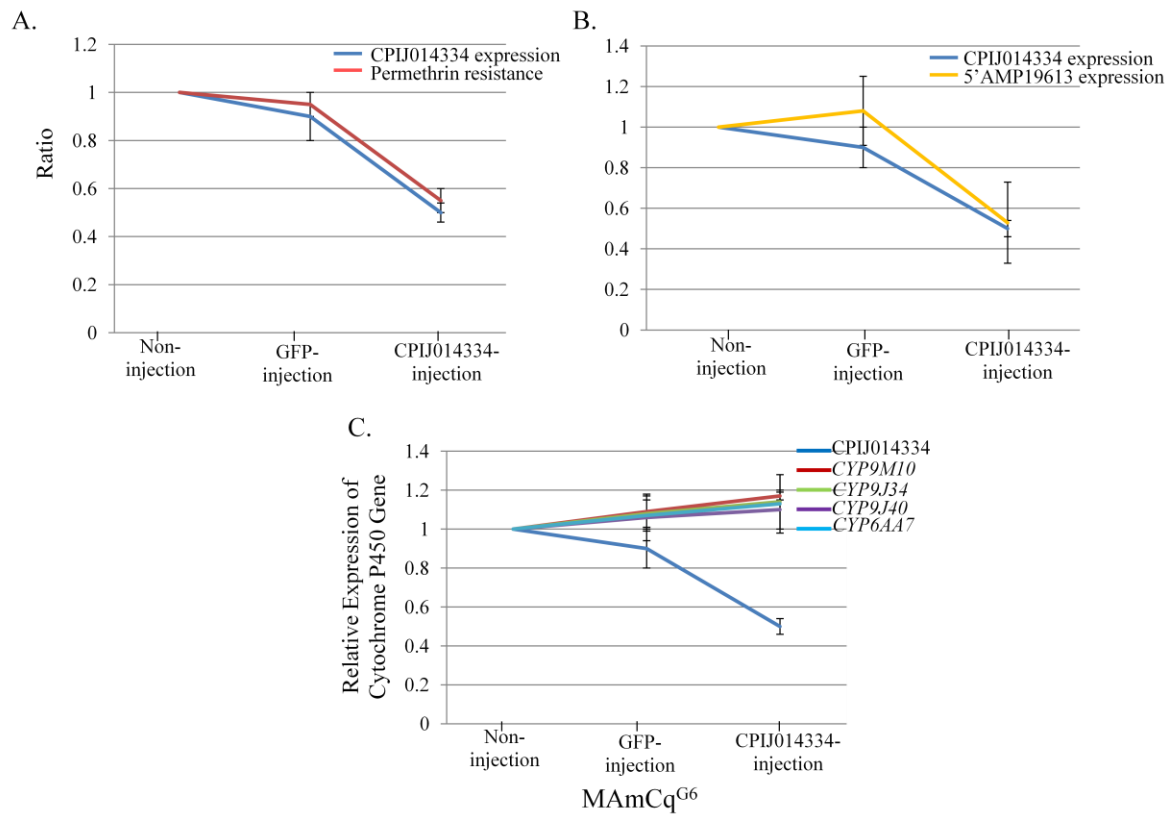 A.
CPIJ014334 expression
Permethrin resistance
Ratio
1.2
1
0.8
0.6
0.4
0.2
0
Non-
injection
GFP-
injection
CPIJ014334-
injection
B.
CPIJ014334 expression
5’AMP19613 expression
1.4
1.2
1
0.8
0.6
0.4
0.2
0
Non-
injection
GFP-
injection
CPIJ014334-
injection
C.
CPIJ014334
CYP9M10
CYP9J34
CYP9J40
CYP6AA7
Relative Expression of
Cytochrome P450 Gene
1.4
1.2
1
0.8
0.6
0.4
0.2
0
Non-
injection
GFP-
injection
CPIJ014334-
injection
MAmCqG6